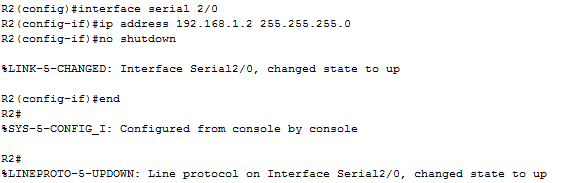 R2(config)#interface serial 2/0
R2(config-if)#ip address 192.168.1.2 255.255.255.0
R2(config-if)#no shutdown
%LINK-5-CHANGED: Interface Serial2/0, changed state to up
R2(config-if)#end
R2#
%SYS-5-CONFIG_I: Configured from console by console
R2#
%LINEPROTO-5-UPDOWN: Line protocol on Interface Serial2/0, changed state to up